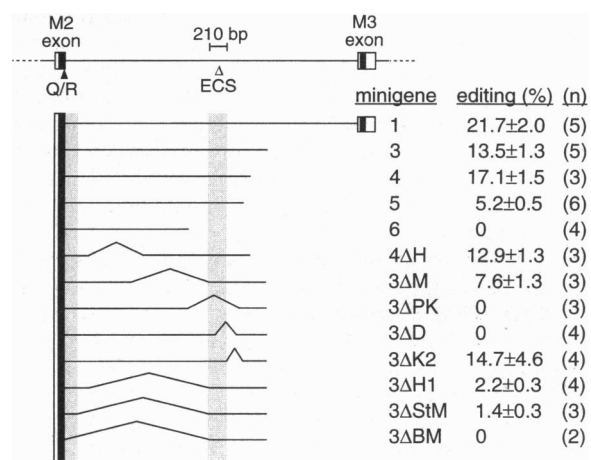 M2
exon
210 bp
M3
exon
Q/R
Δ
ECS
minigene editing (%) (n)
1 21.7±2.0 (5)
3 13.5±1.3 (5)
4 17.1±1.5 (3)
5 5.2±0.5 (6)
6 0 (4)
4ΔH 12.9±1.3 (3)
3ΔM 7.6±1.3 (3)
3ΔPK 0 (3)
3ΔD 0 (4)
3ΔK2 14.7±4.6 (4)
3ΔH1 2.2±0.3 (4)
3ΔStM 1.4±0.3 (3)
3ΔBM 0 (2)